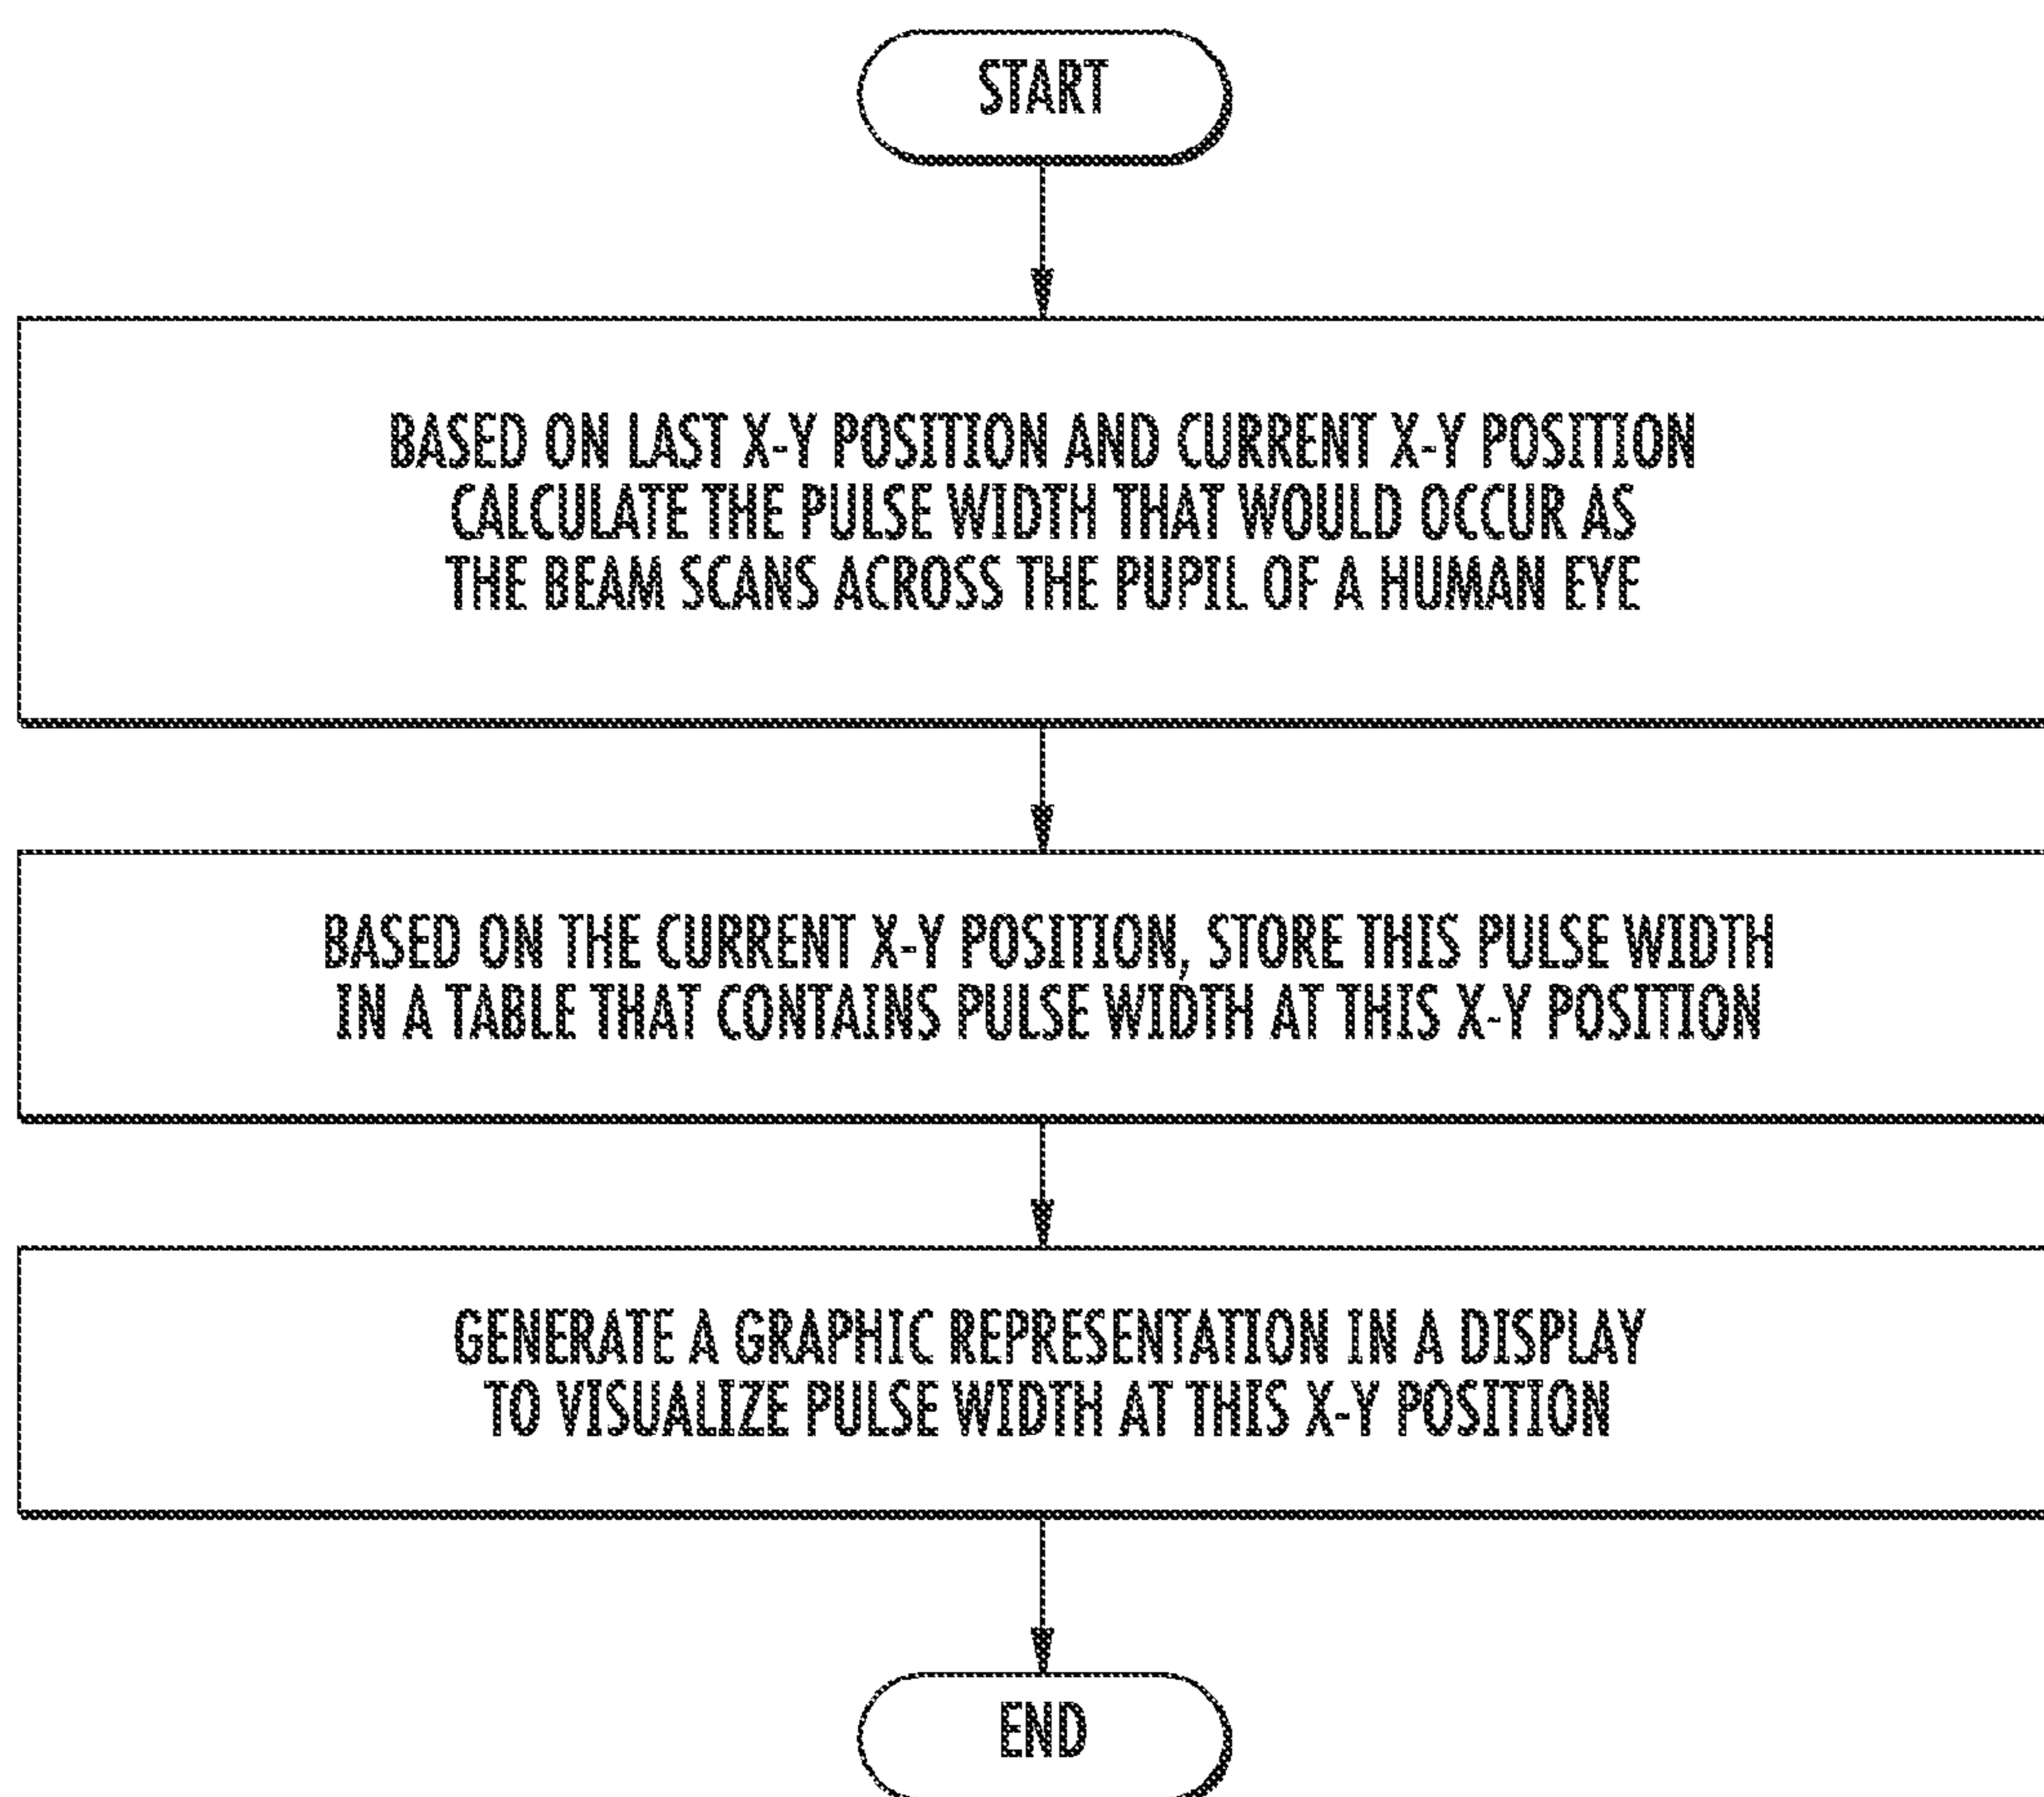 START
BASED ON LAST X-Y POSITION AND CURRENT X-Y POSITION
CALCULATE THE PULSE WIDTH THAT WOULD OCCUR AS
THE BEAM SCANS ACROSS THE PUPIL OF A HUMAN EYE
BASED ON THE CURRENT X-Y POSITION, STORE THIS PULSE WIDTH
IN A TABLE THAT CONTAINS PULSE WIDTH AT THIS X-Y POSITION
GENERATE A GRAPHIC REPRESENTATION IN A DISPLAY
TO VISUALIZE PULSE WIDTH AT THIS X-Y POSITION
END